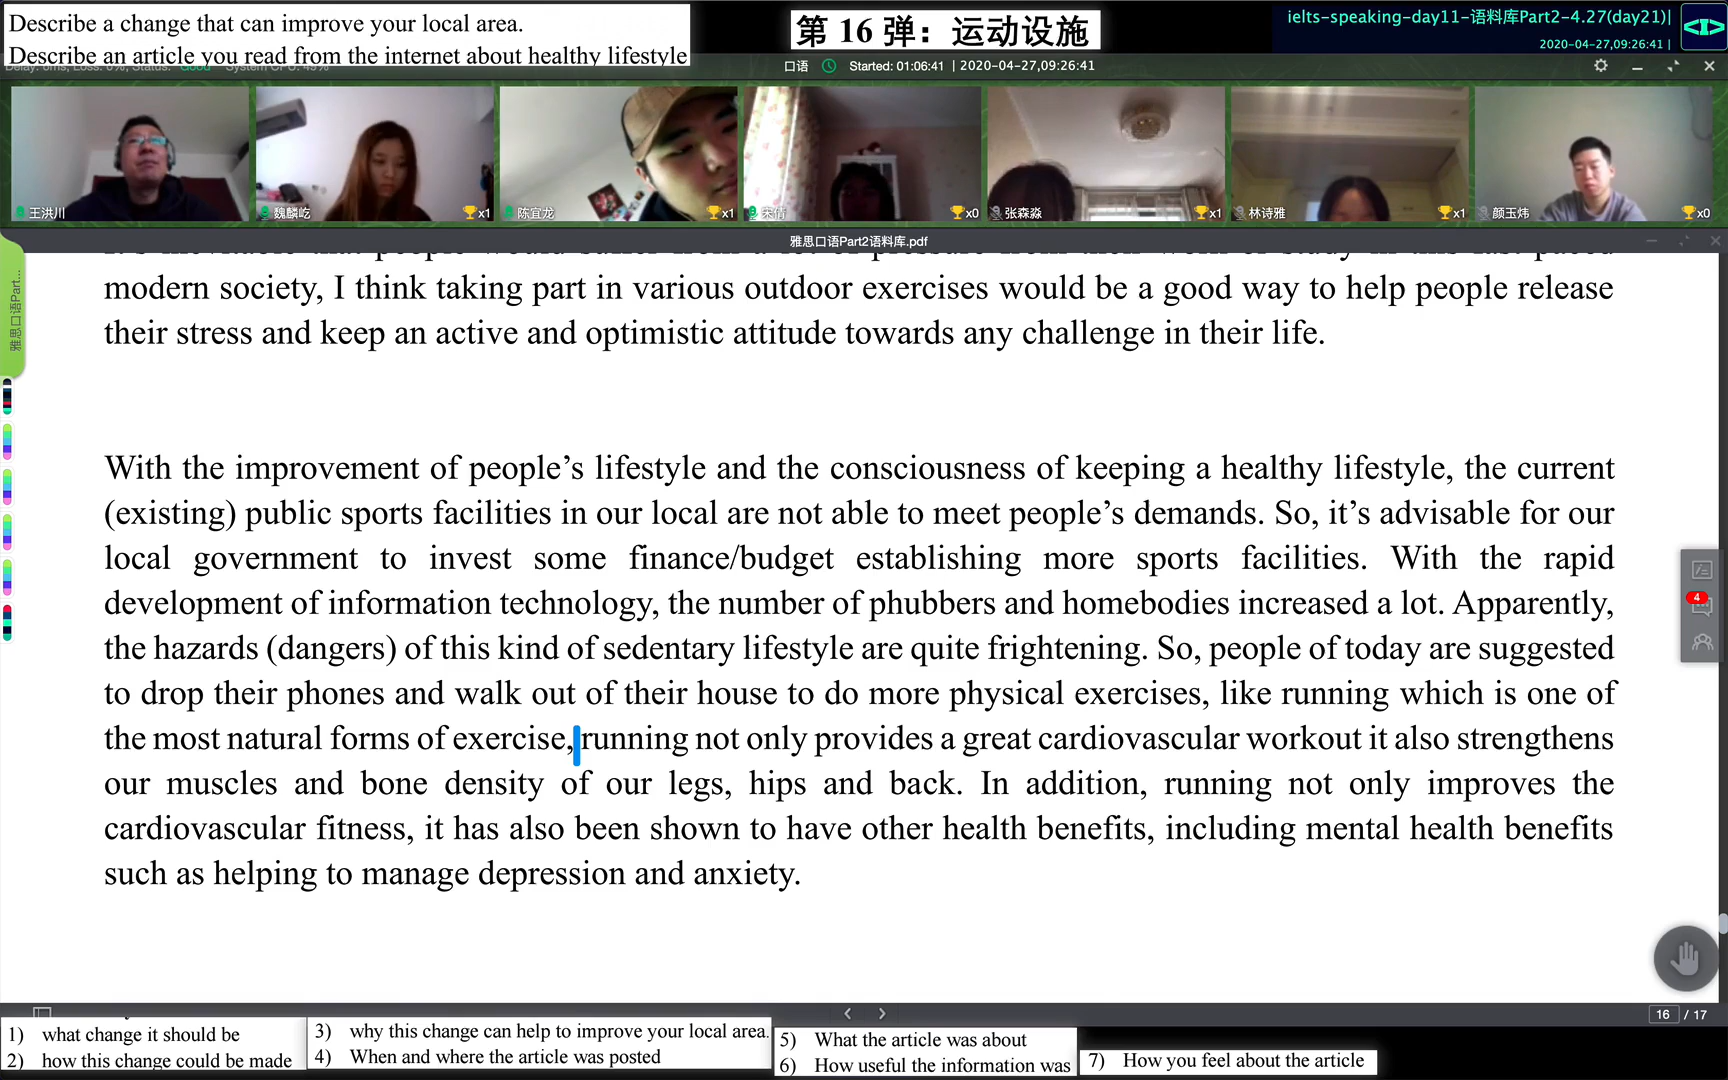 Describe a change that can improve your local area.
Describe an article you read from the internet about healthy lifestyle
第 16 弹：运动设施
ielts-speaking-day11-语料库Part2-4.27(day21)|
2020-04-27,09:26:41 |
口语 Started: 01:06:41 | 2020-04-27,09:26:41
王洪川
魏麟屹 x1
陈宜龙 x1
宋倩 x0
张森淼 x1
林诗雅 x1
颜玉炜 x0
雅思口语Part2语料库.pdf
雅思口语Part...
modern society, I think taking part in various outdoor exercises would be a good way to help people release
their stress and keep an active and optimistic attitude towards any challenge in their life.
With the improvement of people’s lifestyle and the consciousness of keeping a healthy lifestyle, the current
(existing) public sports facilities in our local are not able to meet people’s demands. So, it’s advisable for our
local government to invest some finance/budget establishing more sports facilities. With the rapid
development of information technology, the number of phubbers and homebodies increased a lot. Apparently,
the hazards (dangers) of this kind of sedentary lifestyle are quite frightening. So, people of today are suggested
to drop their phones and walk out of their house to do more physical exercises, like running which is one of
the most natural forms of exercise, running not only provides a great cardiovascular workout it also strengthens
our muscles and bone density of our legs, hips and back. In addition, running not only improves the
cardiovascular fitness, it has also been shown to have other health benefits, including mental health benefits
such as helping to manage depression and anxiety.
4
16 / 17
1) what change it should be
2) how this change could be made
3) why this change can help to improve your local area.
4) When and where the article was posted
5) What the article was about
6) How useful the information was
7) How you feel about the article